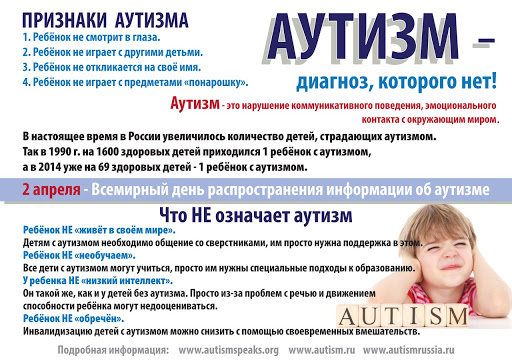 ПРИЗНАКИ АУТИЗМА
1. Ребёнок не смотрит в глаза.
2. Ребёнок не играет с другими детьми.
3. Ребёнок не откликается на своё имя.
4. Ребёнок не играет с предметами «понарошку».
АУТИЗМ –
диагноз, которого нет!
Аутизм - это нарушение коммуникативного поведения, эмоционального
контакта с окружающим миром.
В настоящее время в России увеличилось количество детей, страдающих аутизмом.
Так в 1990 г. на 1600 здоровых детей приходился 1 ребёнок с аутизмом,
а в 2014 уже на 69 здоровых детей - 1 ребёнок с аутизмом.
2 апреля - Всемирный день распространения информации об аутизме
Что НЕ означает аутизм
Ребёнок НЕ «живёт в своём мире».
Детям с аутизмом необходимо общение со сверстниками, им просто нужна поддержка в этом.
Ребёнок НЕ «необучаем».
Все дети с аутизмом могут учиться, просто им нужны специальные подходы к образованию.
У ребенка НЕ «низкий интеллект».
Он такой же, как и у детей без аутизма. Просто из-за проблем с речью и движением
способности ребёнка могут недооцениваться.
Ребёнок НЕ «обречён».
Инвалидизацию детей с аутизмом можно снизить с помощью своевременных вмешательств.
AUTISM
Подробная информация: www.autismspeaks.org www.autism.ru www.autismrussia.ru